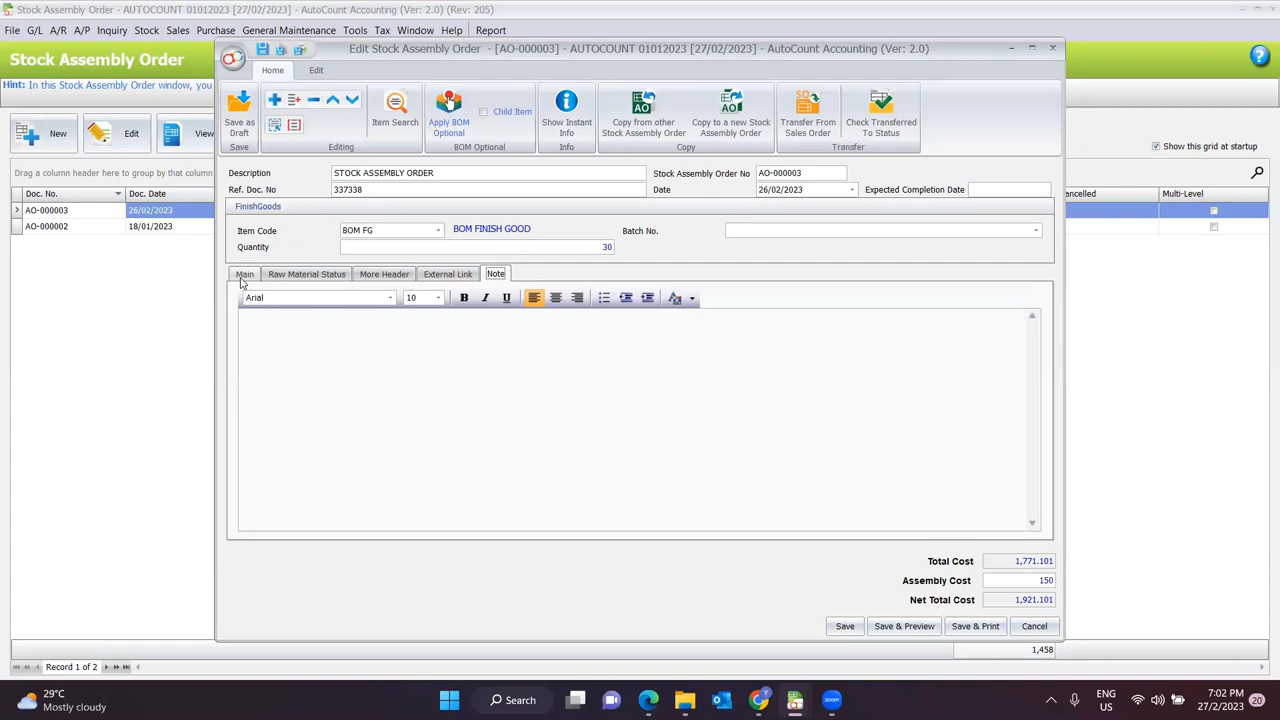 Stock Assembly Order - AUTOCOUNT 01012023 [27/02/2023] - AutoCount Accounting (Ver: 2.0) (Rev: 205)
File G/L A/R A/P Inquiry Stock Sales Purchase General Maintenance Tools Tax Window Help Report
Edit Stock Assembly Order - [AO-000003] - AUTOCOUNT 01012023 [27/02/2023] - AutoCount Accounting (Ver: 2.0)
Stock Assembly Order
Home Edit
Hint: In this Stock Assembly Order window, you
New Edit View
Save as Draft
Item Search
Apply BOM Optional
Child Item
Show Instant Info
Copy from other Stock Assembly Order
Copy to a new Stock Assembly Order
Transfer From Sales Order
Check Transferred To Status
Save Editing BOM Optional Info Copy Transfer
Show this grid at startup
Drag a column header here to group by that column
Description STOCK ASSEMBLY ORDER Stock Assembly Order No AO-000003
Ref. Doc. No 337338 Date 26/02/2023 Expected Completion Date
Doc. No. Doc. Date ancelled Multi-Level
AO-000003 26/02/2023
AO-000002 18/01/2023
FinishGoods
Item Code BOM FG BOM FINISH GOOD Batch No.
Quantity 30
Main Raw Material Status More Header External Link Note
Arial 10 B I U
Total Cost 1,771.101
Assembly Cost 150
Net Total Cost 1,921.101
Save Save & Preview Save & Print Cancel
1,458
Record 1 of 2
29°C
Mostly cloudy
Search
ENG
US
7:02 PM
27/2/2023
20